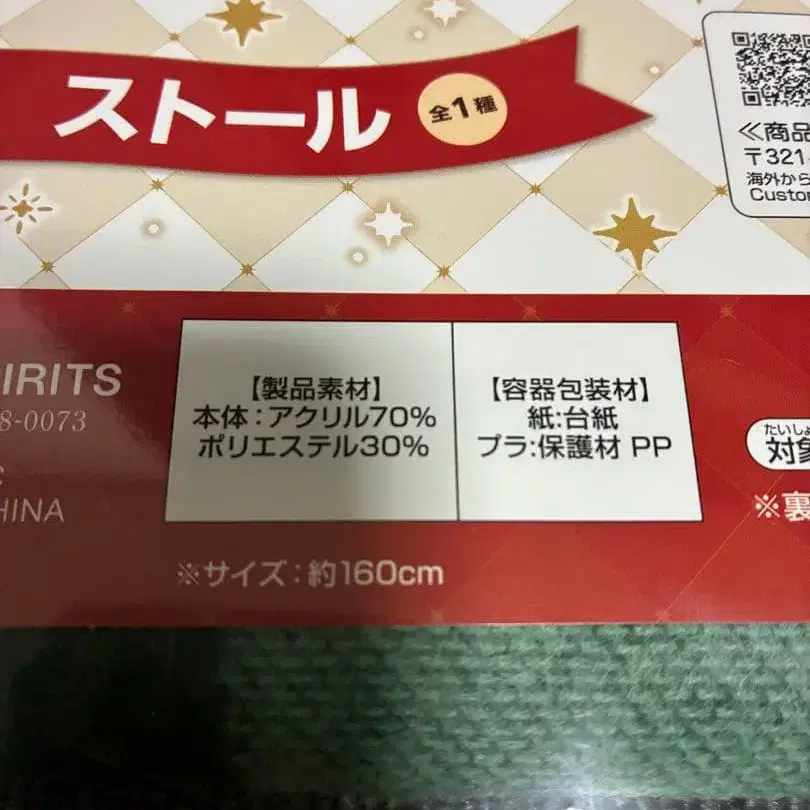 ストール
全1種
≪商品
〒321-
海外から
Custom
IRITS
8-0073
C
HINA
【製品素材】
本体：アクリル70%
ポリエステル30%
【容器包装材】
紙:台紙
プラ:保護材 PP
たいしょ
対象
※裏
※サイズ：約160cm